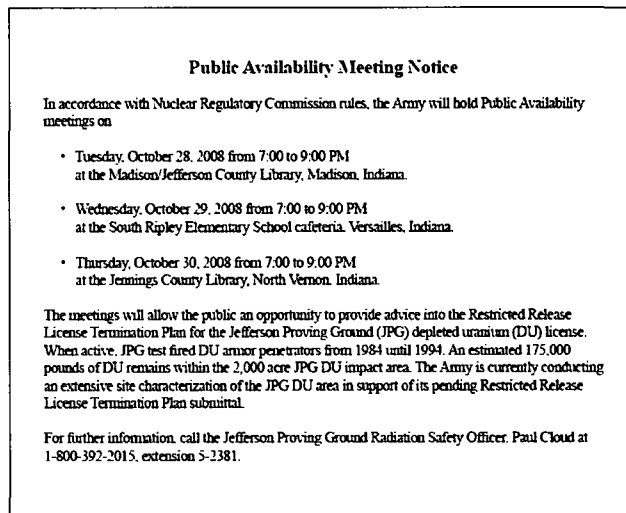 Public Availability Meeting Notice
In accordance with Nuclear Regulatory Commission rules, the Army will hold Public Availability
meetings on
• Tuesday, October 28, 2008 from 7:00 to 9:00 PM
at the Madison/Jefferson County Library, Madison, Indiana.
• Wednesday, October 29, 2008 from 7:00 to 9:00 PM
at the South Ripley Elementary School cafeteria, Versailles, Indiana.
• Thursday, October 30, 2008 from 7:00 to 9:00 PM
at the Jennings County Library, North Vernon, Indiana.
The meetings will allow the public an opportunity to provide advice into the Restricted Release
License Termination Plan for the Jefferson Proving Ground (JPG) depleted uranium (DU) license.
When active, JPG test fired DU armor penetrators from 1984 until 1994. An estimated 175,000
pounds of DU remains within the 2,000 acre JPG DU impact area. The Army is currently conducting
an extensive site characterization of the JPG DU area in support of its pending Restricted Release
License Termination Plan submittal.
For further information, call the Jefferson Proving Ground Radiation Safety Officer, Paul Cloud at
1-800-392-2015, extension 5-2381.